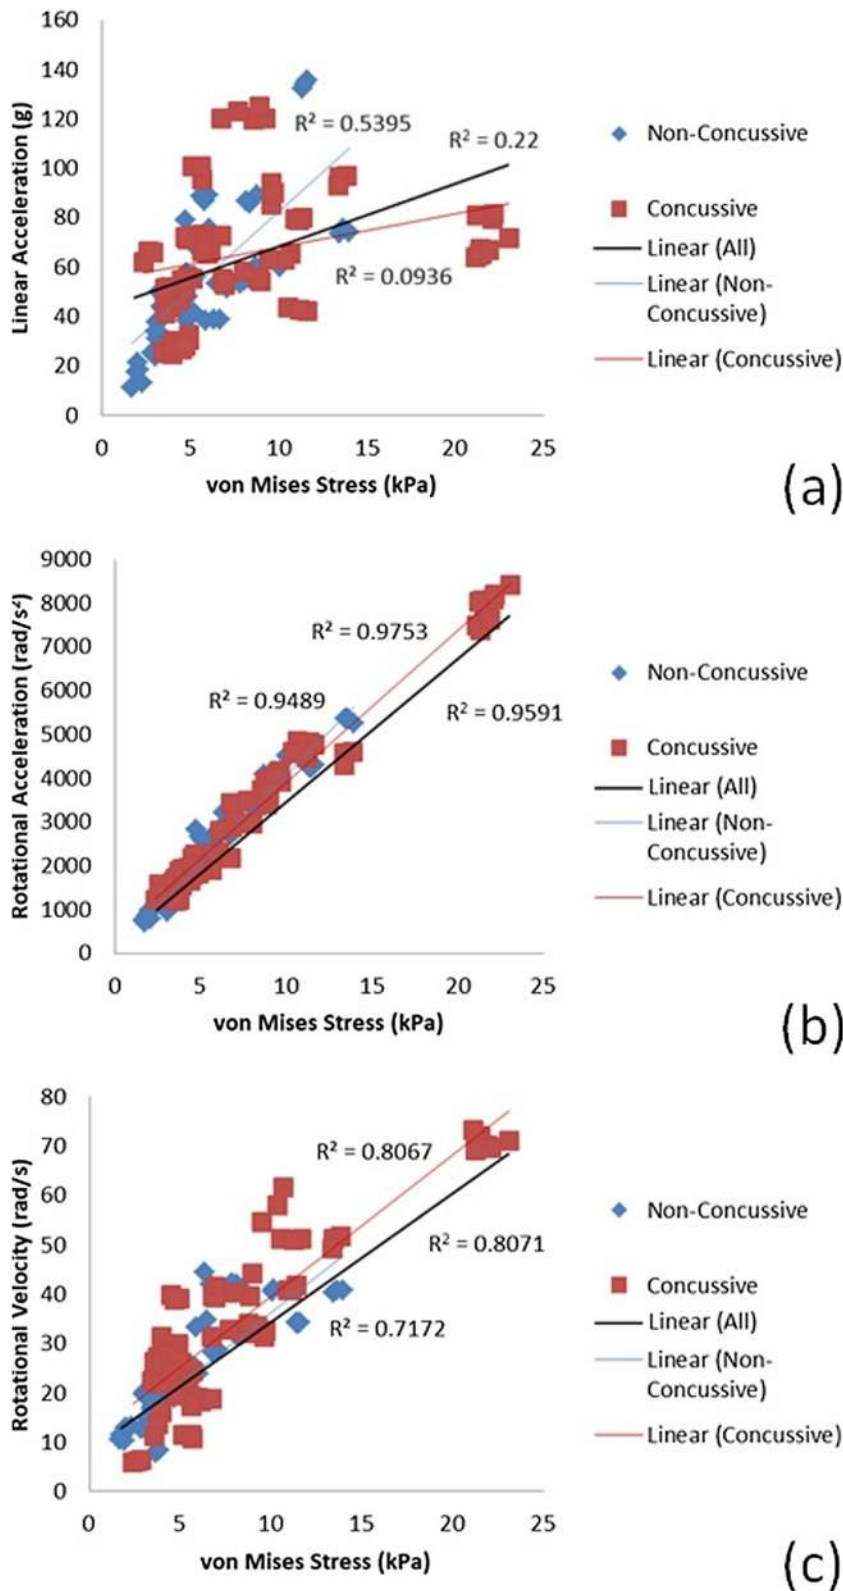 160
140
120
100
80
60
40
20
0
Linear Acceleration (g)
R² = 0.5395
R² = 0.22
R² = 0.0936
0 5 10 15 20 25
von Mises Stress (kPa)
Non-Concussive
Concussive
Linear (All)
Linear (Non-
Concussive)
Linear (Concussive)
(a)
9000
8000
7000
6000
5000
4000
3000
2000
1000
0
Rotational Acceleration (rad/s²)
R² = 0.9753
R² = 0.9489
R² = 0.9591
0 5 10 15 20 25
von Mises Stress (kPa)
Non-Concussive
Concussive
Linear (All)
Linear (Non-
Concussive)
Linear (Concussive)
(b)
80
70
60
50
40
30
20
10
0
Rotational Velocity (rad/s)
R² = 0.8067
R² = 0.8071
R² = 0.7172
0 5 10 15 20 25
von Mises Stress (kPa)
Non-Concussive
Concussive
Linear (All)
Linear (Non-
Concussive)
Linear (Concussive)
(c)